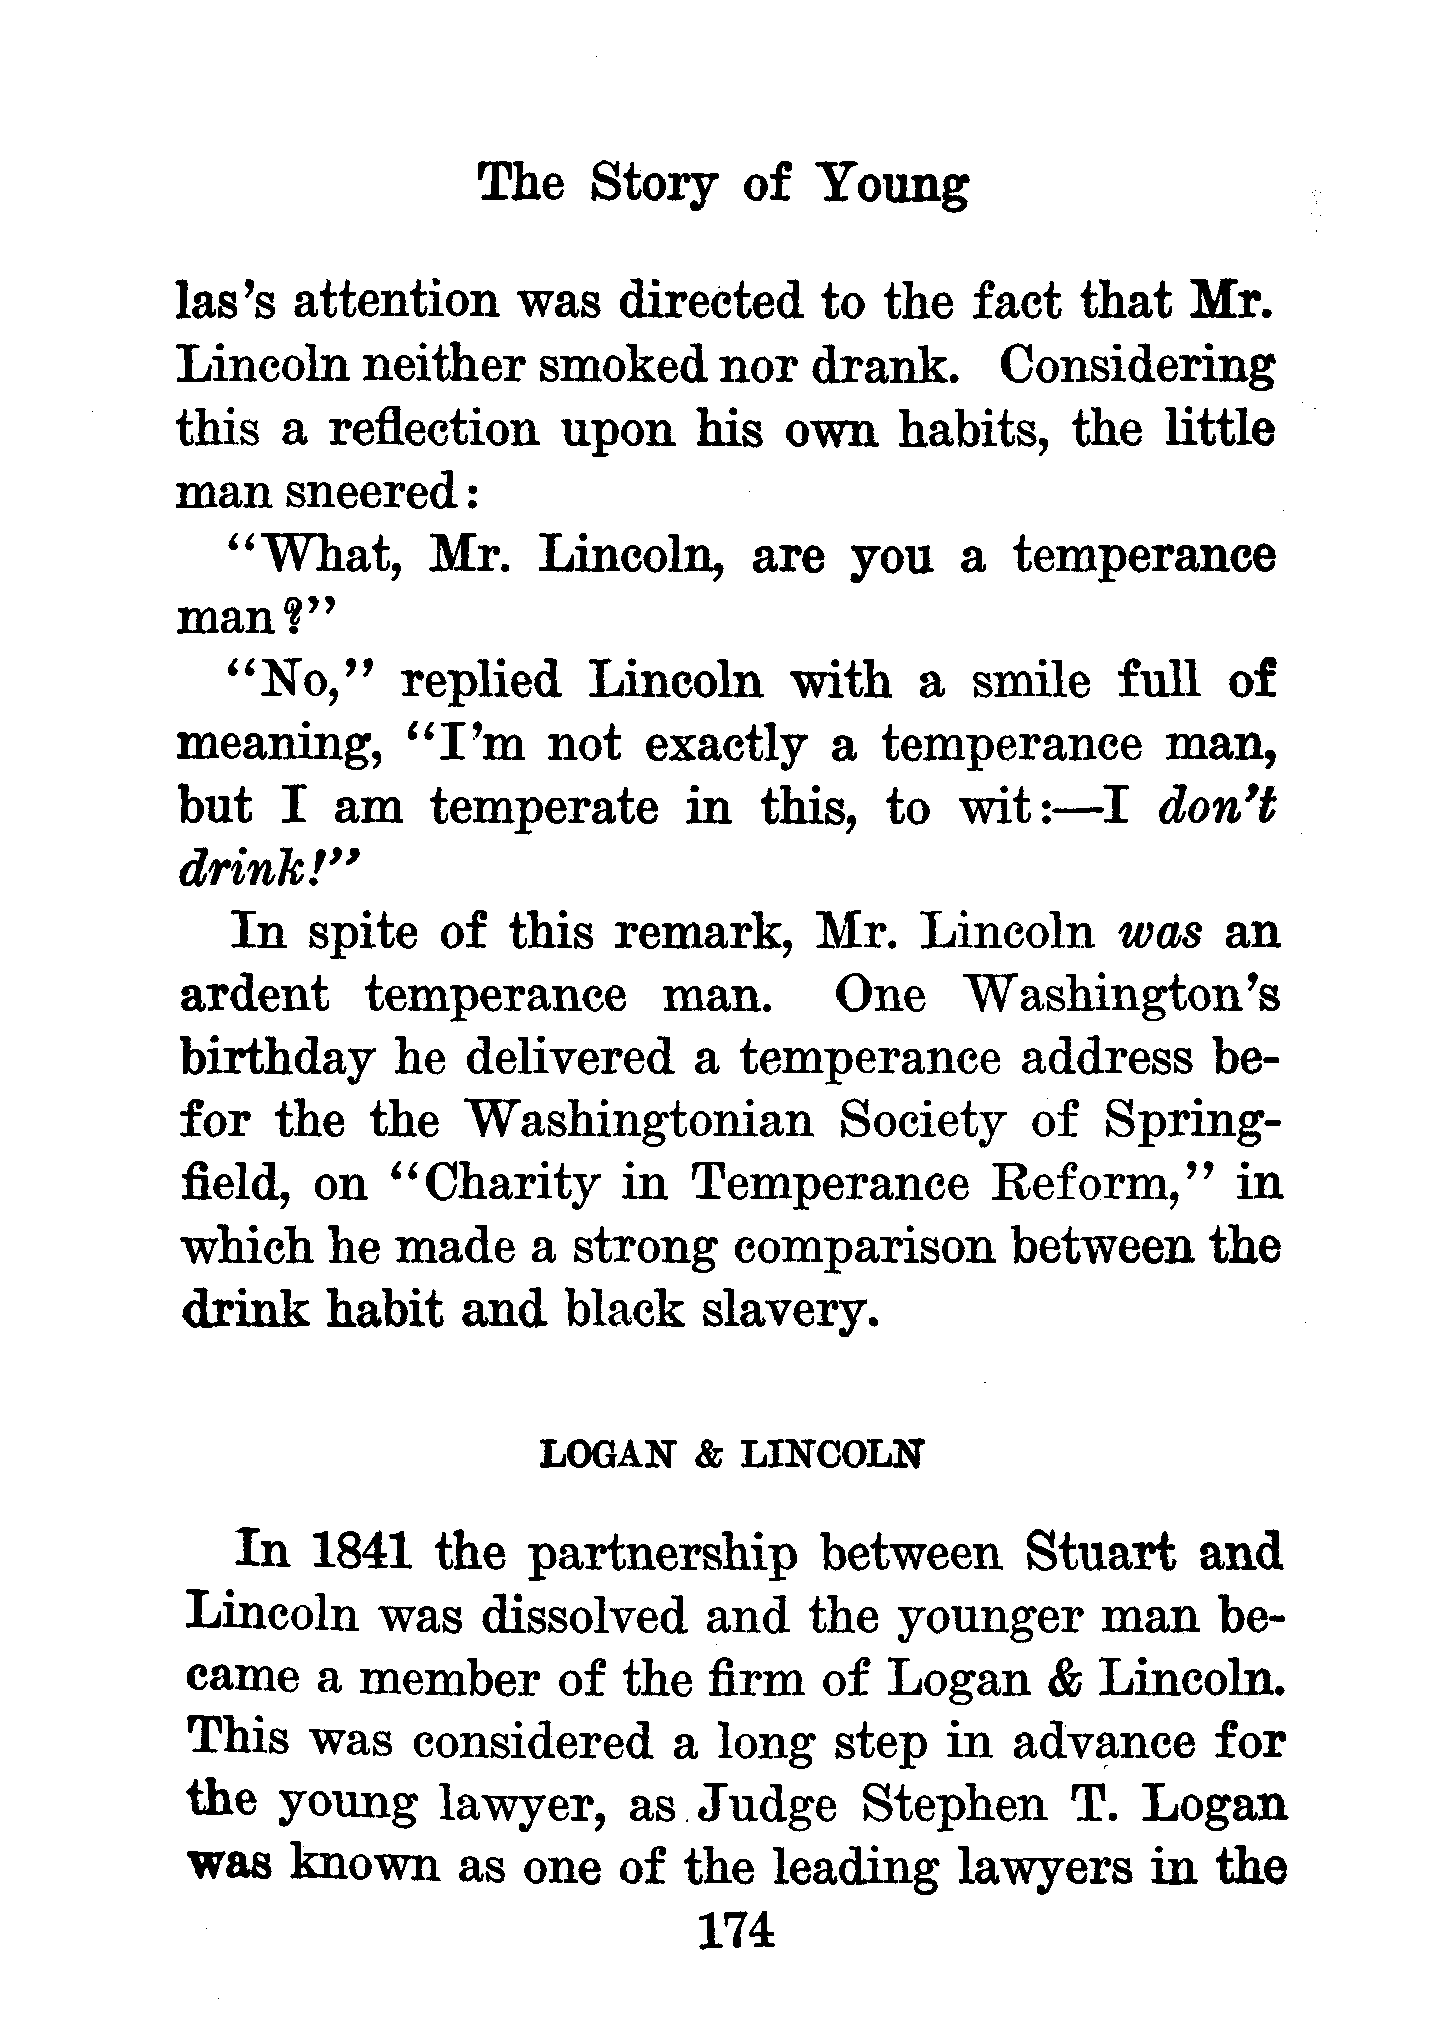 The Story of Young
las's attention was directed to the fact that Mr.
Lincoln neither smoked nor drank. Considering
this a reflection upon his own habits, the little
man sneered:
"What, Mr. Lincoln, are you a temperance
man?"
"No," replied Lincoln with a smile full of
meaning, "I'm not exactly a temperance man,
but I am temperate in this, to wit:—I don't
drink!"
In spite of this remark, Mr. Lincoln was an
ardent temperance man. One Washington's
birthday he delivered a temperance address be-
for the the Washingtonian Society of Spring-
field, on "Charity in Temperance Reform," in
which he made a strong comparison between the
drink habit and black slavery.
LOGAN & LINCOLN
In 1841 the partnership between Stuart and
Lincoln was dissolved and the younger man be-
came a member of the firm of Logan & Lincoln.
This was considered a long step in advance for
the young lawyer, as Judge Stephen T. Logan
was known as one of the leading lawyers in the
174